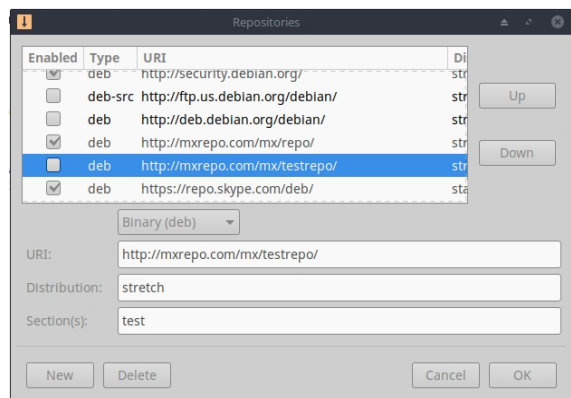 Repositories
Enabled Type URI Di
deb http://security.debian.org/ str
deb-src http://ftp.us.debian.org/debian/ str
deb http://deb.debian.org/debian/ str
deb http://mxrepo.com/mx/repo/ str
deb http://mxrepo.com/mx/testrepo/ str
deb https://repo.skype.com/deb/ sta
Up
Down
Binary (deb)
URI: http://mxrepo.com/mx/testrepo/
Distribution: stretch
Section(s): test
New Delete Cancel OK